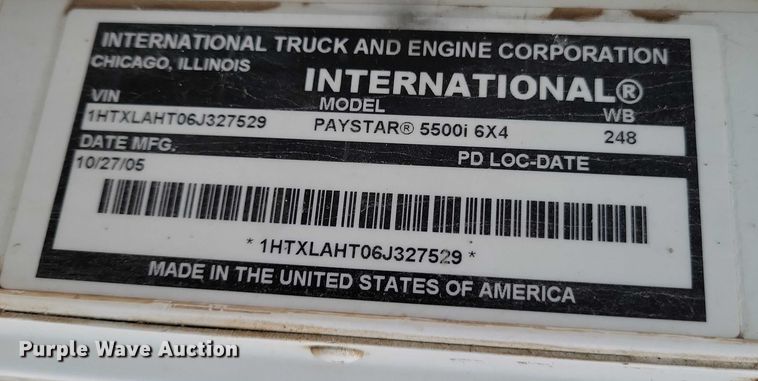 INTERNATIONAL TRUCK AND ENGINE CORPORATION
CHICAGO, ILLINOIS
INTERNATIONAL®
VIN MODEL WB
1HTXLAHT06J327529 PAYSTAR® 5500i 6X4 248
DATE MFG. PD LOC-DATE
10/27/05
* 1HTXLAHT06J327529 *
MADE IN THE UNITED STATES OF AMERICA
Purple Wave Auction